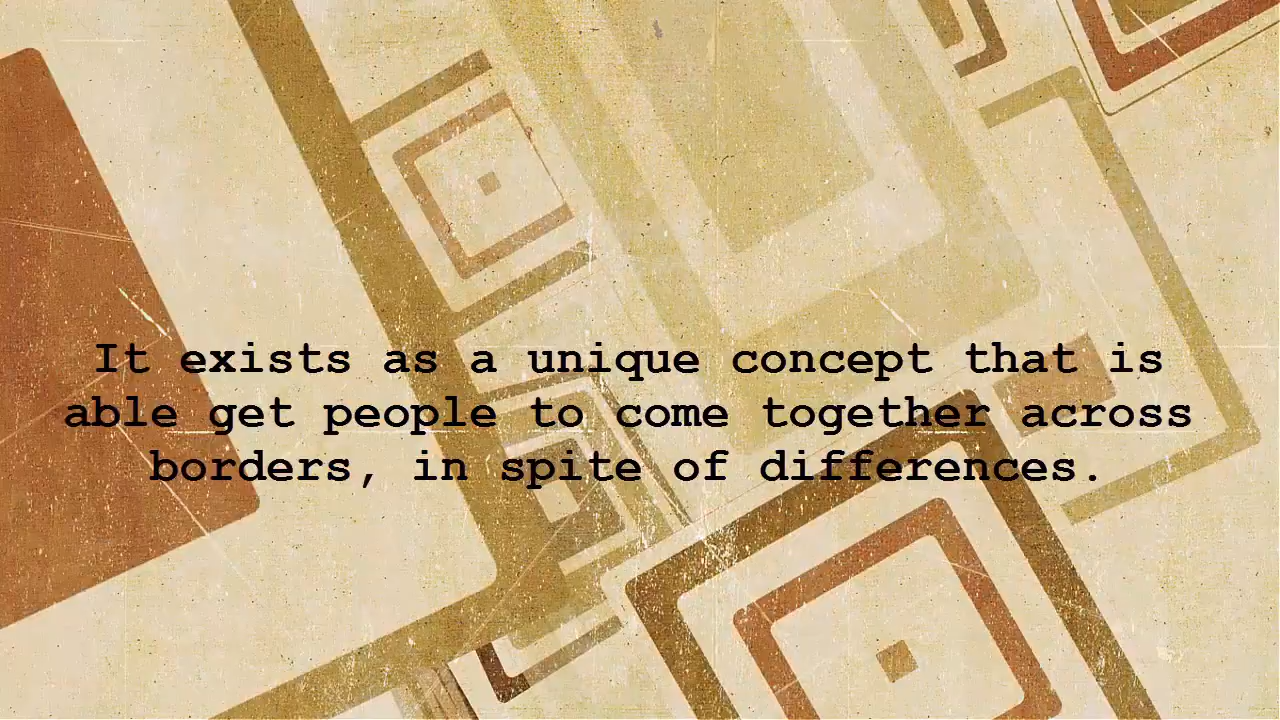 It exists as a unique concept that is
able get people to come together across
borders, in spite of differences.